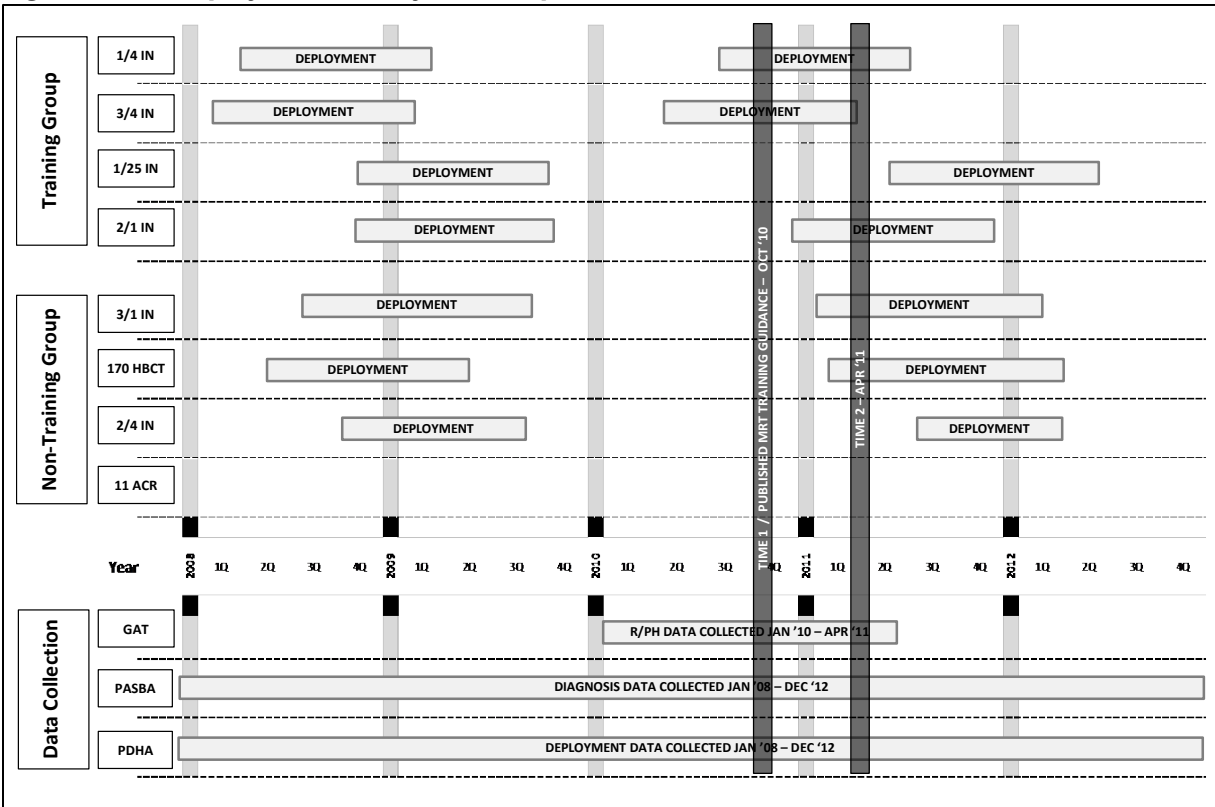 Training Group
1/4 IN
DEPLOYMENT
DEPLOYMENT
3/4 IN
DEPLOYMENT
DEPLOYMENT
1/25 IN
DEPLOYMENT
DEPLOYMENT
2/1 IN
DEPLOYMENT
DEPLOYMENT
Non-Training Group
3/1 IN
DEPLOYMENT
DEPLOYMENT
170 HBCT
DEPLOYMENT
DEPLOYMENT
2/4 IN
DEPLOYMENT
DEPLOYMENT
11 ACR
TIME 1 / PUBLISHED MRT TRAINING GUIDANCE – OCT ‘10
TIME 2 – APR ‘11
Year 2008 1Q 2Q 3Q 4Q 2009 1Q 2Q 3Q 4Q 2010 1Q 2Q 3Q 4Q 2011 1Q 2Q 3Q 4Q 2012 1Q 2Q 3Q 4Q
Data Collection
GAT
R/PH DATA COLLECTED JAN ’10 – APR ‘11
PASBA
DIAGNOSIS DATA COLLECTED JAN ’08 – DEC ‘12
PDHA
DEPLOYMENT DATA COLLECTED JAN ’08 – DEC ‘12